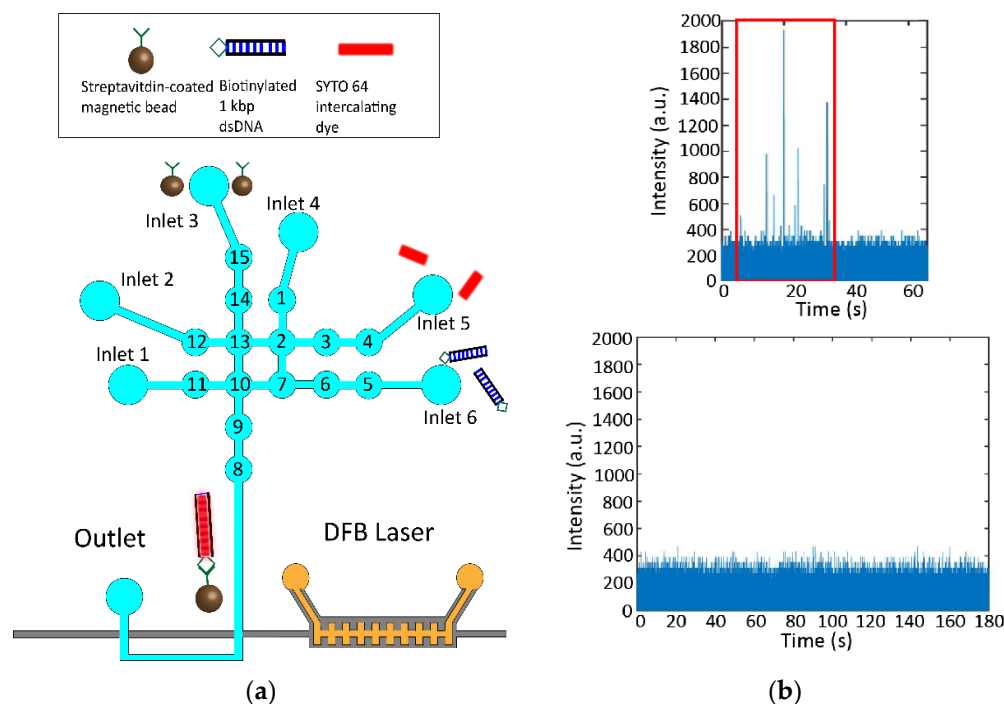 Streptavitdin-coated
magnetic bead
Biotinylated
1 kbp
dsDNA
SYTO 64
intercalating
dye
Inlet 3
Inlet 4
Inlet 2
Inlet 5
Inlet 1
Inlet 6
15
14
1
12
13
2
3
4
11
10
7
6
5
9
8
Outlet
DFB Laser
(a)
Intensity (a.u.)
2000
1800
1600
1400
1200
1000
800
600
400
200
0
0
20
40
60
Time (s)
Intensity (a.u.)
2000
1800
1600
1400
1200
1000
800
600
400
200
0
0 20 40 60 80 100 120 140 160 180
Time (s)
(b)